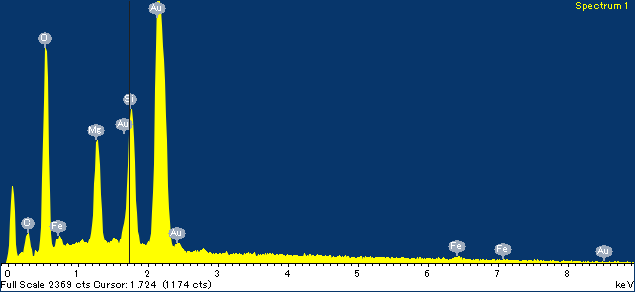 Spectrum 1
Au
O
Si
Au
Mg
O
Fe
Au
Fe
Fe
Au
0 1 2 3 4 5 6 7 8
Full Scale 2369 cts Cursor: 1.724 (1174 cts) keV